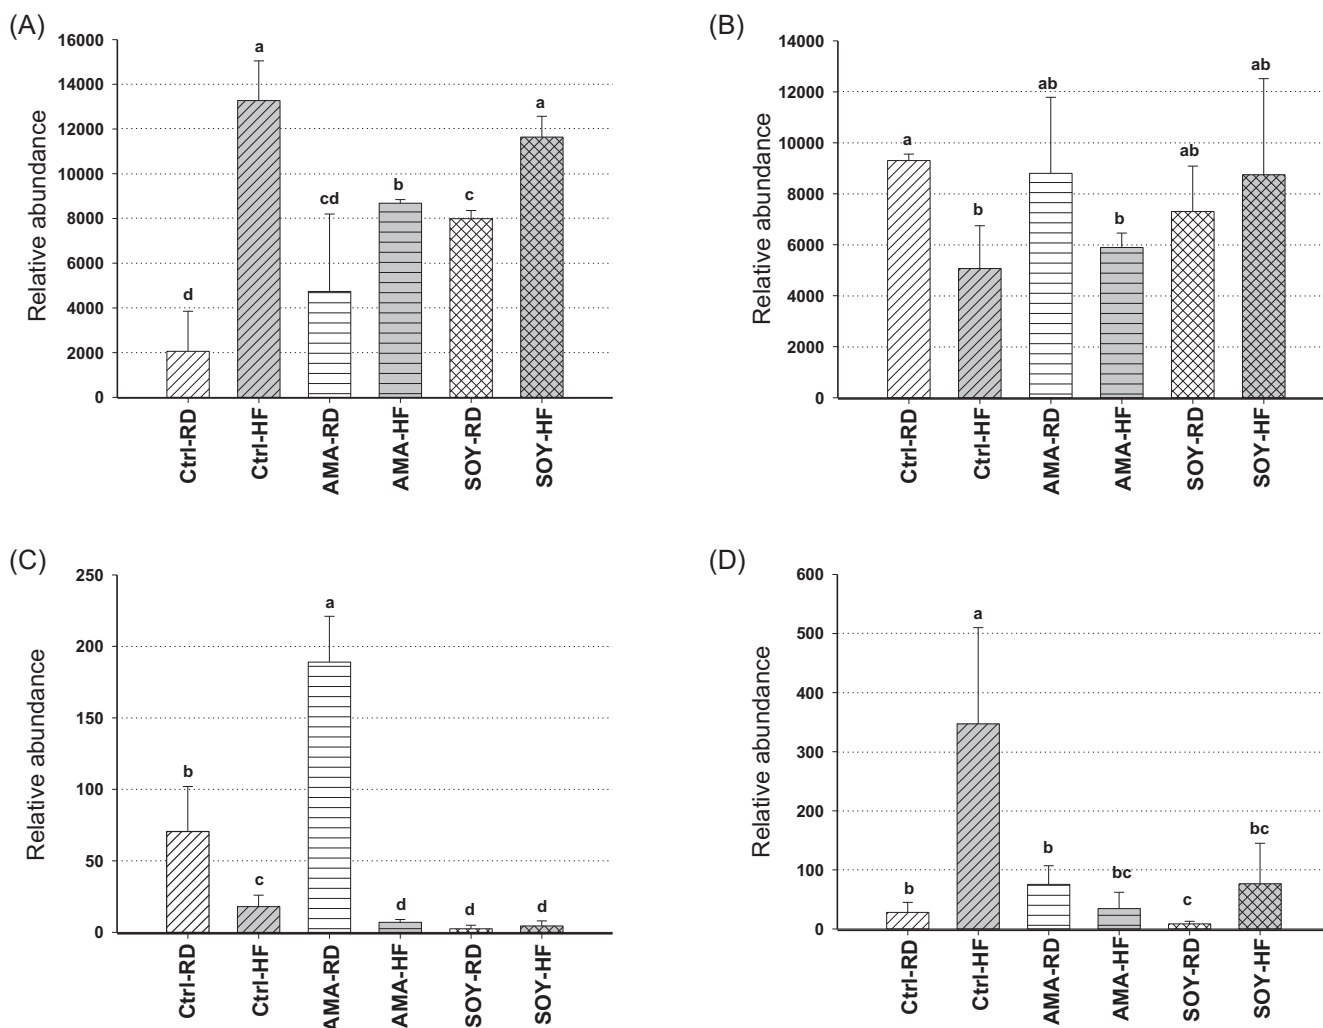 (A)
Relative abundance
16000
14000
12000
10000
8000
6000
4000
2000
0
d
a
cd
b
c
a
Ctrl-RD
Ctrl-HF
AMA-RD
AMA-HF
SOY-RD
SOY-HF
(B)
Relative abundance
14000
12000
10000
8000
6000
4000
2000
0
a
b
ab
b
ab
ab
Ctrl-RD
Ctrl-HF
AMA-RD
AMA-HF
SOY-RD
SOY-HF
(C)
Relative abundance
250
200
150
100
50
0
b
c
a
d
d
d
Ctrl-RD
Ctrl-HF
AMA-RD
AMA-HF
SOY-RD
SOY-HF
(D)
Relative abundance
600
500
400
300
200
100
0
b
a
b
bc
c
bc
Ctrl-RD
Ctrl-HF
AMA-RD
AMA-HF
SOY-RD
SOY-HF